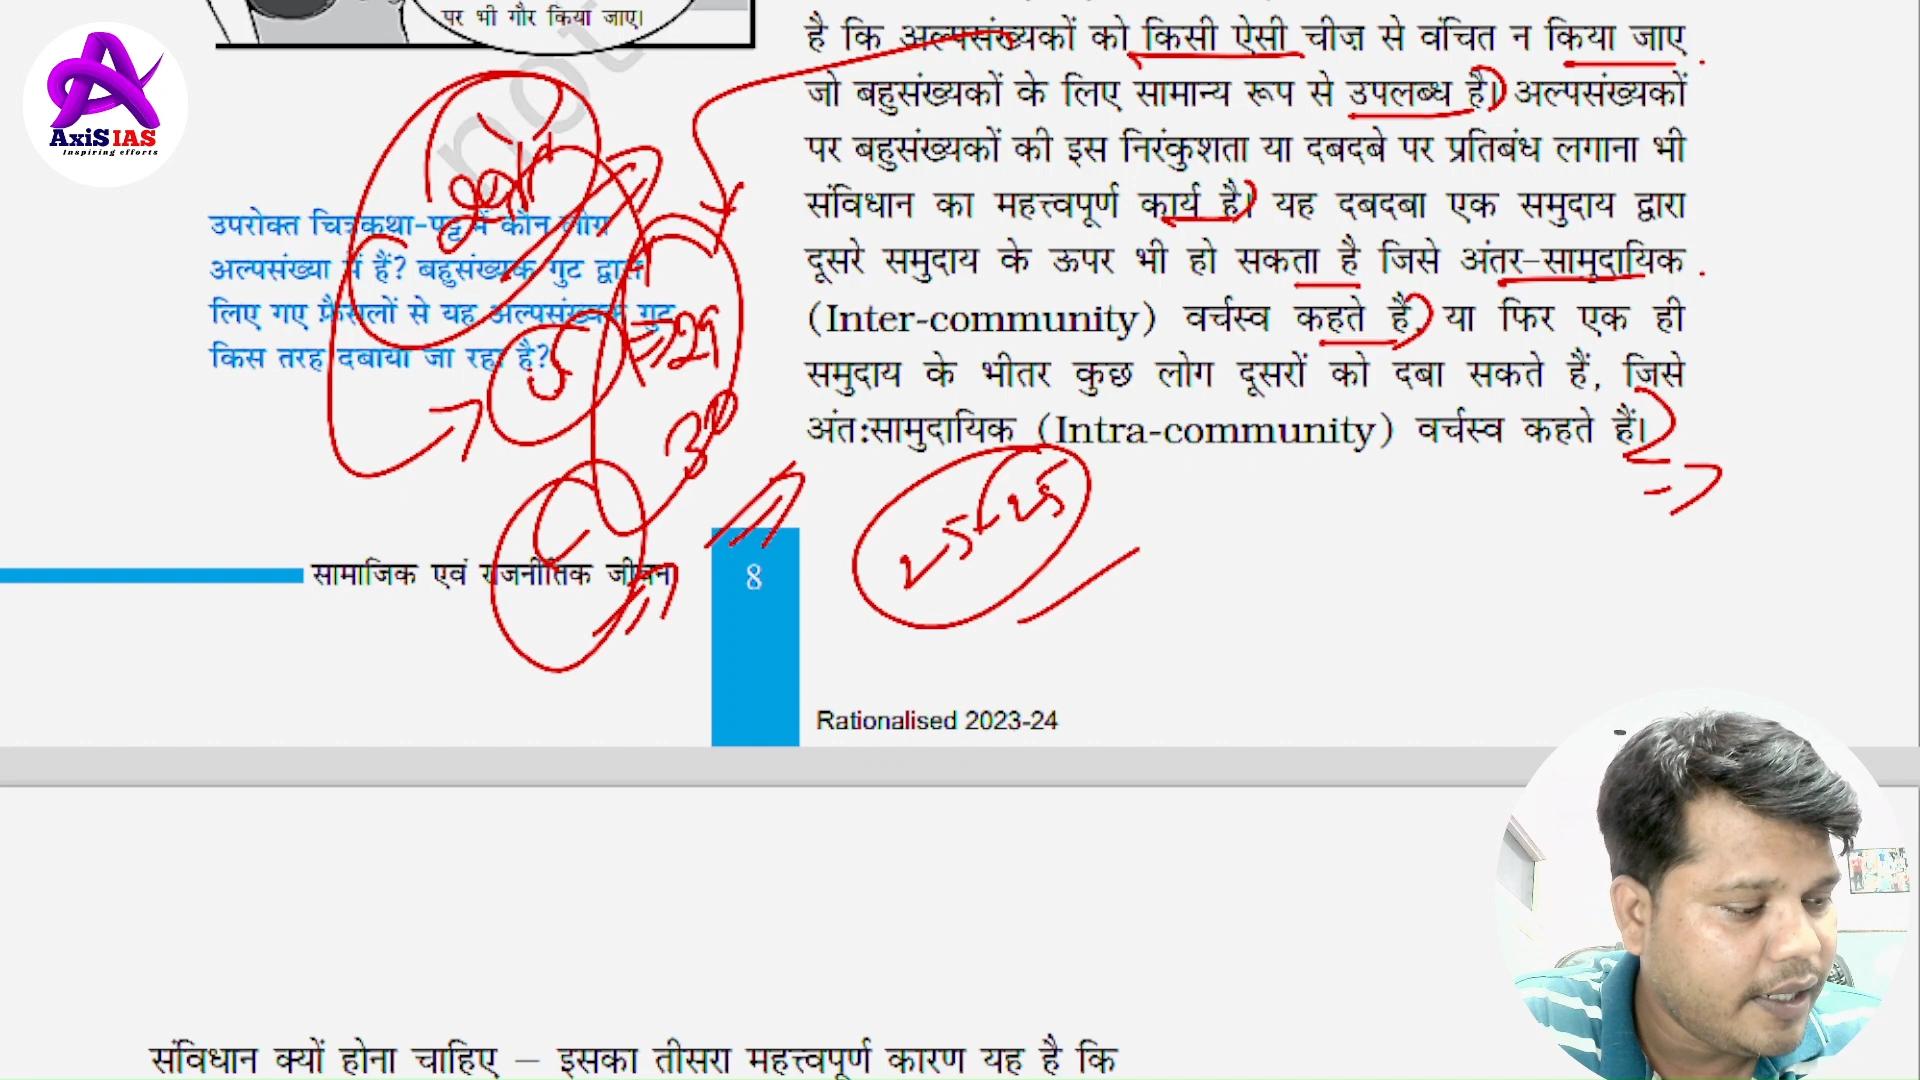 पर भी गौर किया जाए।
AxiS IAS
Inspiring efforts
not
उपरोक्त चित्रकथा-पट्ट में कौन लोग
अल्पसंख्या में हैं? बहुसंख्यक गुट द्वारा
लिए गए फ़ैसलों से यह अल्पसंख्यक गुट
किस तरह दबाया जा रहा है?
है कि अल्पसंख्यकों को किसी ऐसी चीज़ से वंचित न किया जाए
जो बहुसंख्यकों के लिए सामान्य रूप से उपलब्ध है। अल्पसंख्यकों
पर बहुसंख्यकों की इस निरंकुशता या दबदबे पर प्रतिबंध लगाना भी
संविधान का महत्त्वपूर्ण कार्य है। यह दबदबा एक समुदाय द्वारा
दूसरे समुदाय के ऊपर भी हो सकता है जिसे अंतर-सामुदायिक
(Inter-community) वर्चस्व कहते हैं, या फिर एक ही
समुदाय के भीतर कुछ लोग दूसरों को दबा सकते हैं, जिसे
अंत:सामुदायिक (Intra-community) वर्चस्व कहते हैं।
25-25
30
सामाजिक एवं राजनीतिक जीवन
8
Rationalised 2023-24
संविधान क्यों होना चाहिए – इसका तीसरा महत्त्वपूर्ण कारण यह है कि